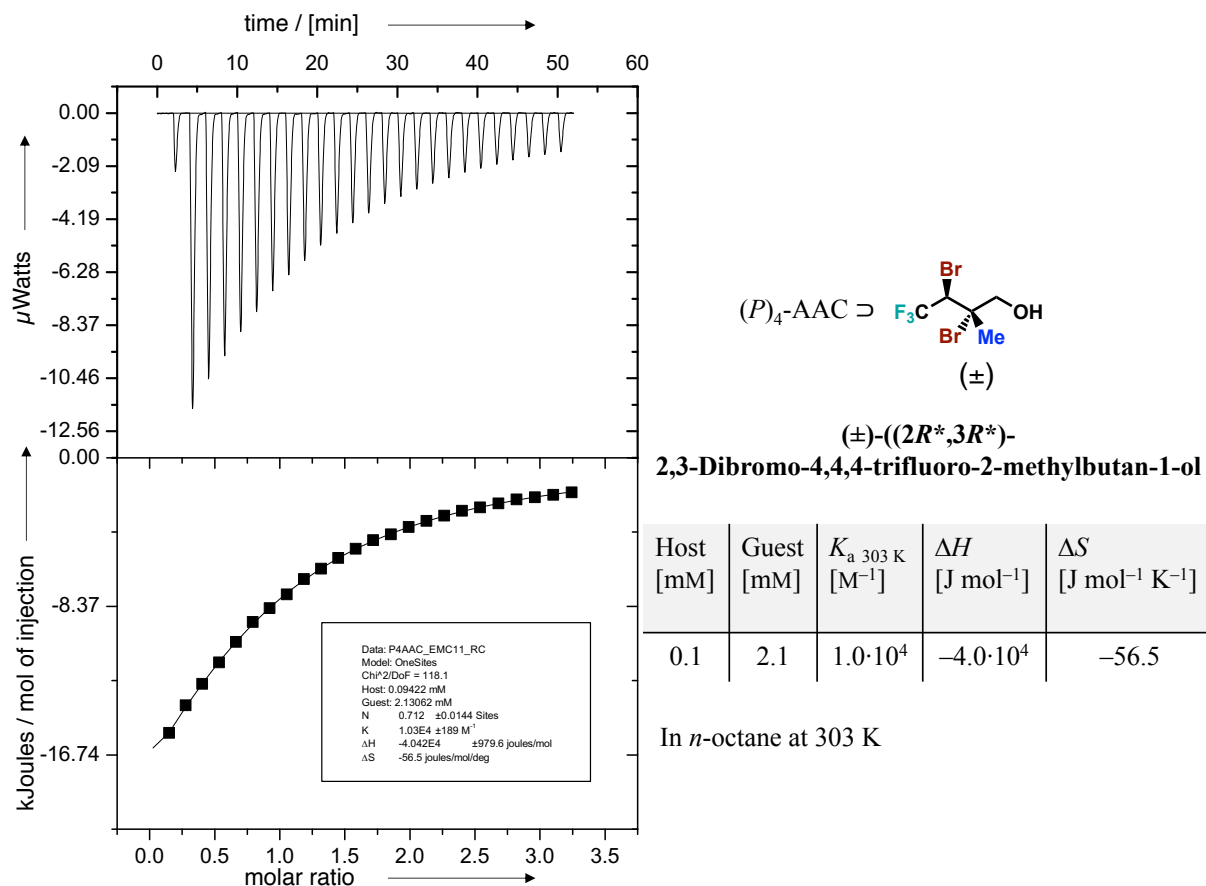 time / [min]
0 10 20 30 40 50 60
0.00
-2.09
-4.19
-6.28
-8.37
-10.46
-12.56
µWatts
0.00
-8.37
-16.74
kJoules / mol of injection
Data: P4AAC_EMC11_RC
Model: OneSites
Chi^2/DoF = 118.1
Host: 0.09422 mM
Guest: 2.13062 mM
N 0.712 ±0.0144 Sites
K 1.03E4 ±189 M⁻¹
ΔH -4.042E4 ±979.6 joules/mol
ΔS -56.5 joules/mol/deg
0.0 0.5 1.0 1.5 2.0 2.5 3.0 3.5
molar ratio
(P)₄-AAC ⊃
Br
F₃C
OH
Br Me
(±)
(±)-((2R*,3R*)-
2,3-Dibromo-4,4,4-trifluoro-2-methylbutan-1-ol
Host Guest Kₐ ₃₀₃ K ΔH ΔS
[mM] [mM] [M⁻¹] [J mol⁻¹] [J mol⁻¹ K⁻¹]
0.1 2.1 1.0·10⁴ −4.0·10⁴ −56.5
In n-octane at 303 K